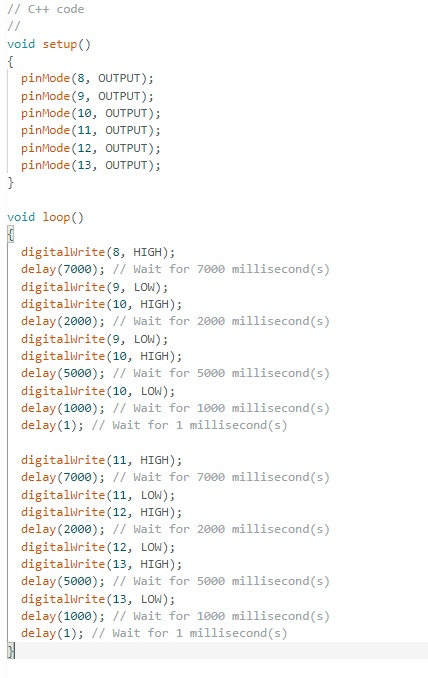 // C++ code
//
void setup()
{
  pinMode(8, OUTPUT);
  pinMode(9, OUTPUT);
  pinMode(10, OUTPUT);
  pinMode(11, OUTPUT);
  pinMode(12, OUTPUT);
  pinMode(13, OUTPUT);
}

void loop()
{
  digitalWrite(8, HIGH);
  delay(7000); // Wait for 7000 millisecond(s)
  digitalWrite(9, LOW);
  digitalWrite(10, HIGH);
  delay(2000); // Wait for 2000 millisecond(s)
  digitalWrite(9, LOW);
  digitalWrite(10, HIGH);
  delay(5000); // Wait for 5000 millisecond(s)
  digitalWrite(10, LOW);
  delay(1000); // Wait for 1000 millisecond(s)
  delay(1); // Wait for 1 millisecond(s)

  digitalWrite(11, HIGH);
  delay(7000); // Wait for 7000 millisecond(s)
  digitalWrite(11, LOW);
  digitalWrite(12, HIGH);
  delay(2000); // Wait for 2000 millisecond(s)
  digitalWrite(12, LOW);
  digitalWrite(13, HIGH);
  delay(5000); // Wait for 5000 millisecond(s)
  digitalWrite(13, LOW);
  delay(1000); // Wait for 1000 millisecond(s)
  delay(1); // Wait for 1 millisecond(s)
}